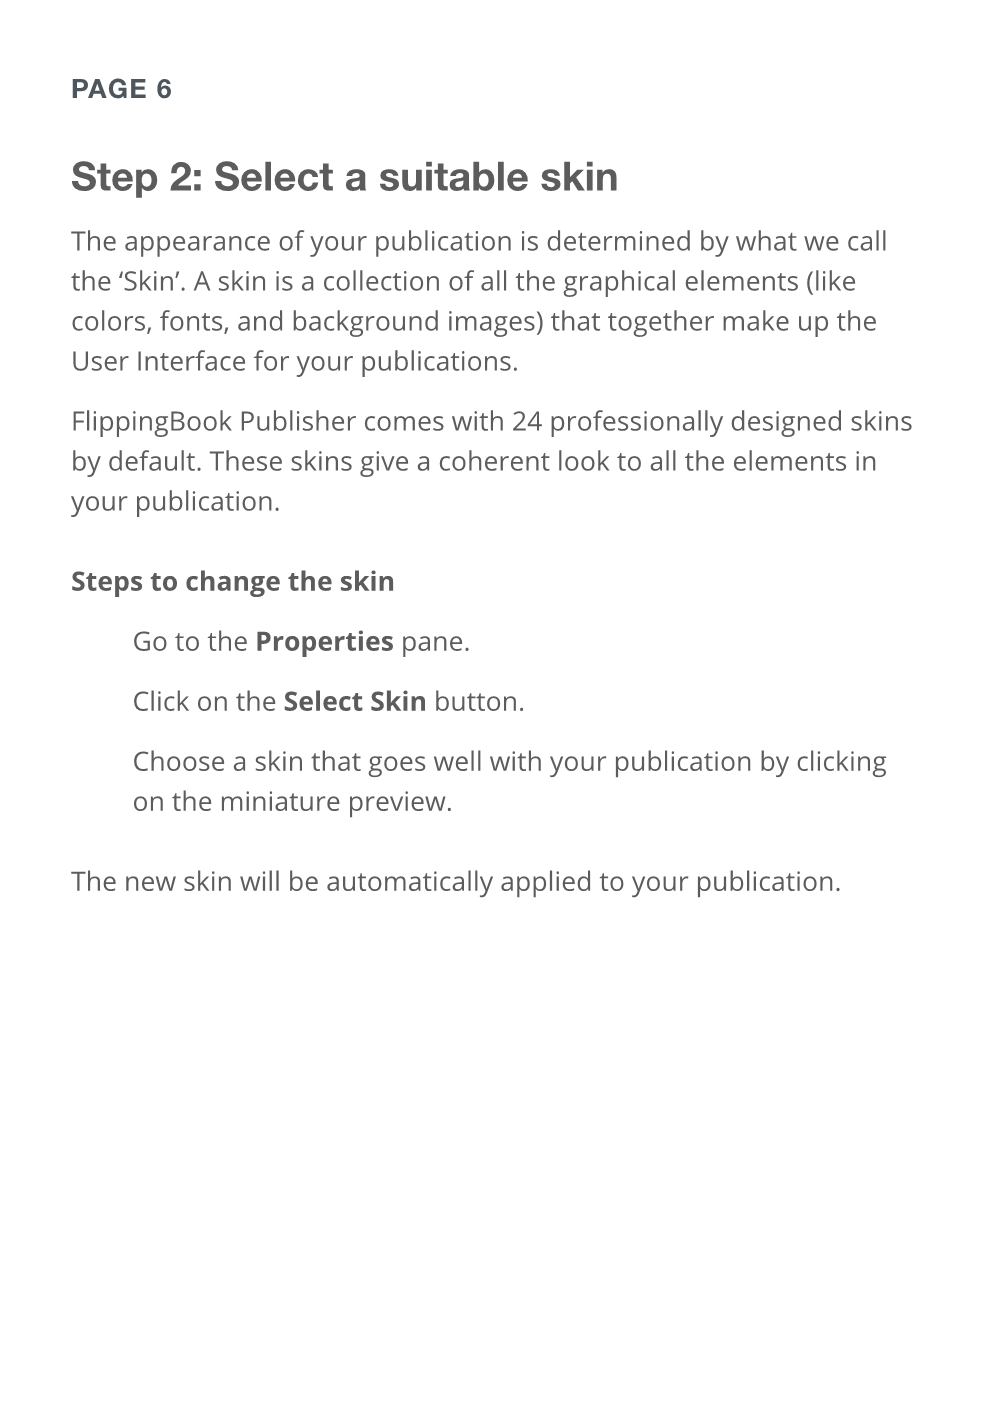 PAGE 6
Step 2: Select a suitable skin
The appearance of your publication is determined by what we call
the ‘Skin’. A skin is a collection of all the graphical elements (like
colors, fonts, and background images) that together make up the
User Interface for your publications.
FlippingBook Publisher comes with 24 professionally designed skins
by default. These skins give a coherent look to all the elements in
your publication.
Steps to change the skin
Go to the Properties pane.
Click on the Select Skin button.
Choose a skin that goes well with your publication by clicking
on the miniature preview.
The new skin will be automatically applied to your publication.